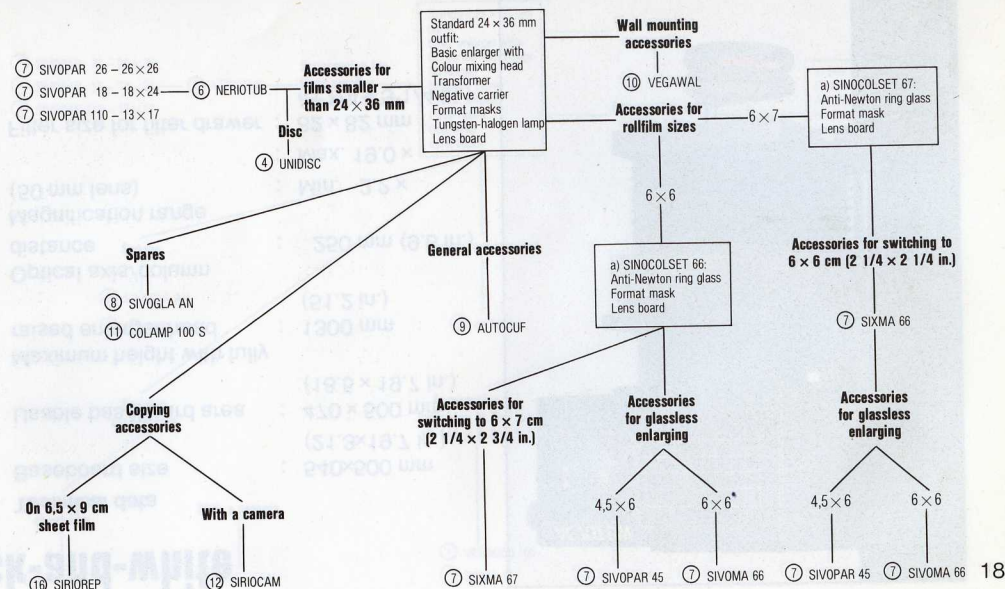 Standard 24 × 36 mm
outfit:
Basic enlarger with
Colour mixing head
Transformer
Negative carrier
Format masks
Tungsten-halogen lamp
Lens board
Wall mounting
accessories
⑩ VEGAWAL
⑦ SIVOPAR 26 – 26×26
⑦ SIVOPAR 18 – 18×24
⑦ SIVOPAR 110 – 13×17
⑥ NERIOTUB
Accessories for
films smaller
than 24 × 36 mm
Disc
④ UNIDISC
Accessories for
rollfilm sizes
6×7
a) SINOCOLSET 67:
Anti-Newton ring glass
Format mask
Lens board
6×6
Spares
⑧ SIVOGLA AN
⑪ COLAMP 100 S
General accessories
⑨ AUTOCUF
a) SINOCOLSET 66:
Anti-Newton ring glass
Format mask
Lens board
Accessories for switching to
6 × 6 cm (2 1/4 × 2 1/4 in.)
⑦ SIXMA 66
Copying
accessories
On 6,5 × 9 cm
sheet film
⑯ SIRIOREP
With a camera
⑫ SIRIOCAM
Accessories for
switching to 6 × 7 cm
(2 1/4 × 2 3/4 in.)
⑦ SIXMA 67
Accessories
for glassless
enlarging
4,5×6
6×6
⑦ SIVOPAR 45
⑦ SIVOMA 66
Accessories
for glassless
enlarging
4,5×6
6×6
⑦ SIVOPAR 45
⑦ SIVOMA 66
18